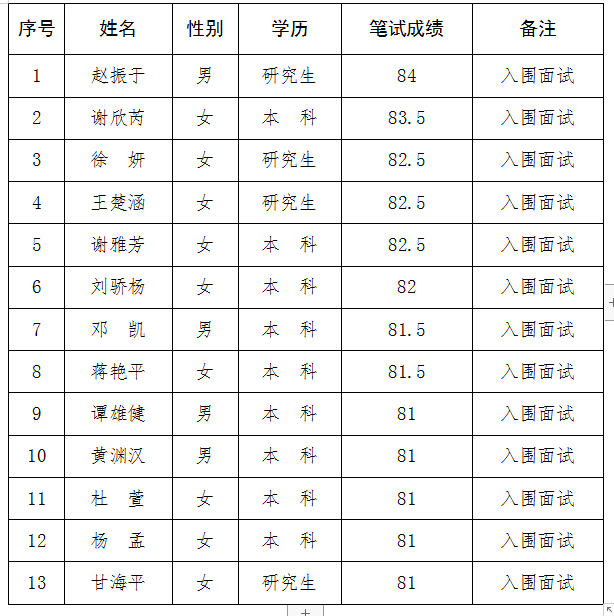 序号 姓名 性别 学历 笔试成绩 备注
1 赵振于 男 研究生 84 入围面试
2 谢欣芮 女 本 科 83.5 入围面试
3 徐 妍 女 研究生 82.5 入围面试
4 王楚涵 女 研究生 82.5 入围面试
5 谢雅芳 女 本 科 82.5 入围面试
6 刘骄杨 女 本 科 82 入围面试
7 邓 凯 男 本 科 81.5 入围面试
8 蒋艳平 女 本 科 81.5 入围面试
9 谭雄健 男 本 科 81 入围面试
10 黄渊汉 男 本 科 81 入围面试
11 杜 萱 女 本 科 81 入围面试
12 杨 孟 女 本 科 81 入围面试
13 甘海平 女 研究生 81 入围面试